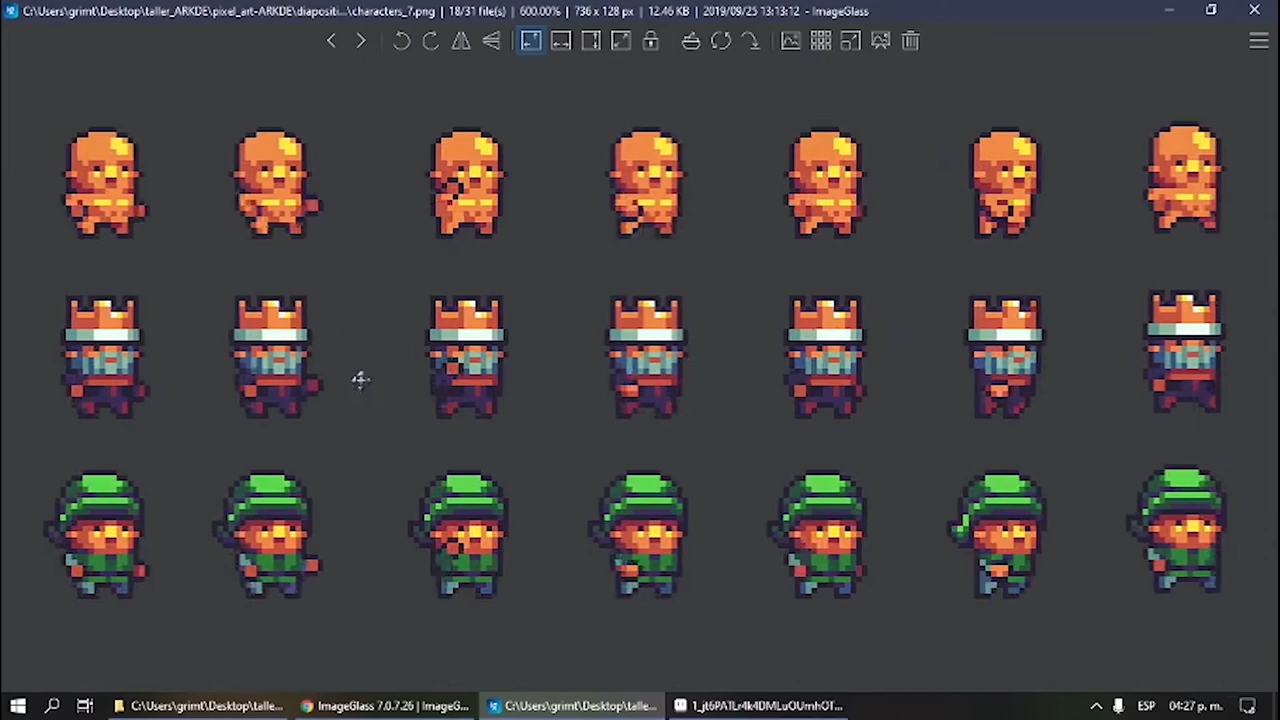 C:\Users\grimt\Desktop\taller_ARKDE\pixel_art-ARKDE\diapositi...\characters_7.png | 18/31 file(s) | 600.00% | 736 x 128 px | 12.46 KB | 2019/09/25 13:13:12 - ImageGlass
C:\Users\grimt\Desktop\talle...
ImageGlass 7.0.7.26 | ImageG...
C:\Users\grimt\Desktop\talle...
ESP
04:27 p. m.